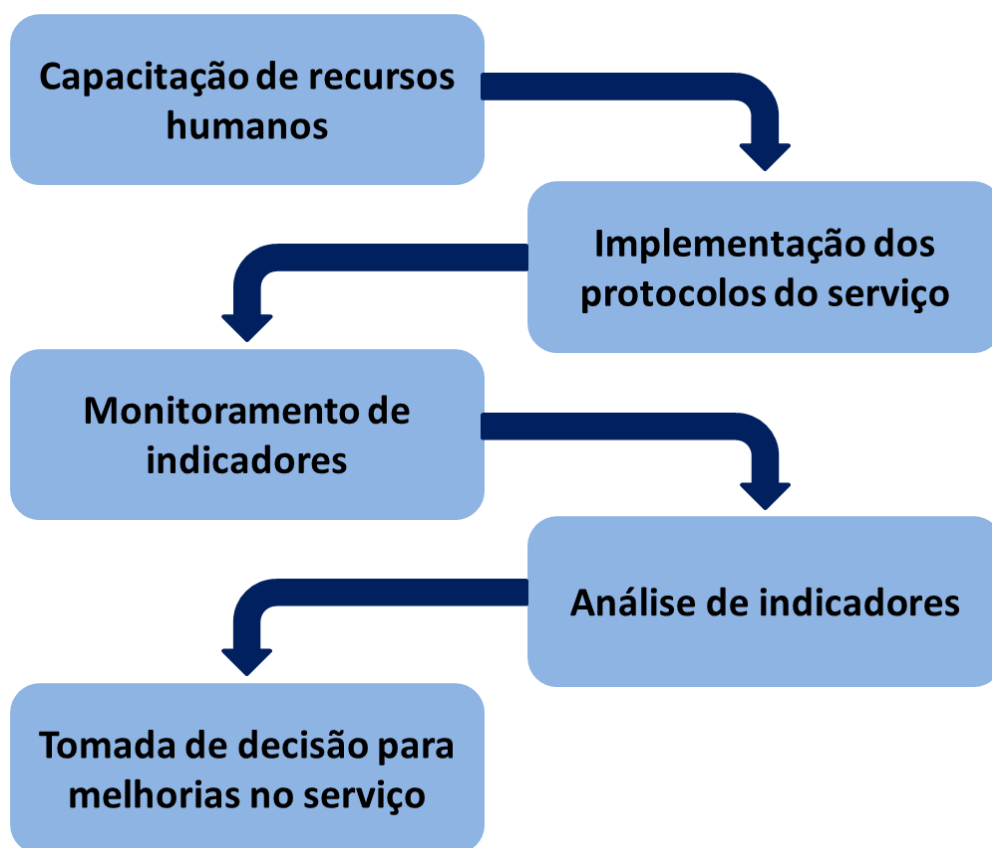 Capacitação de recursos
humanos
Implementação dos
protocolos do serviço
Monitoramento de
indicadores
Análise de indicadores
Tomada de decisão para
melhorias no serviço